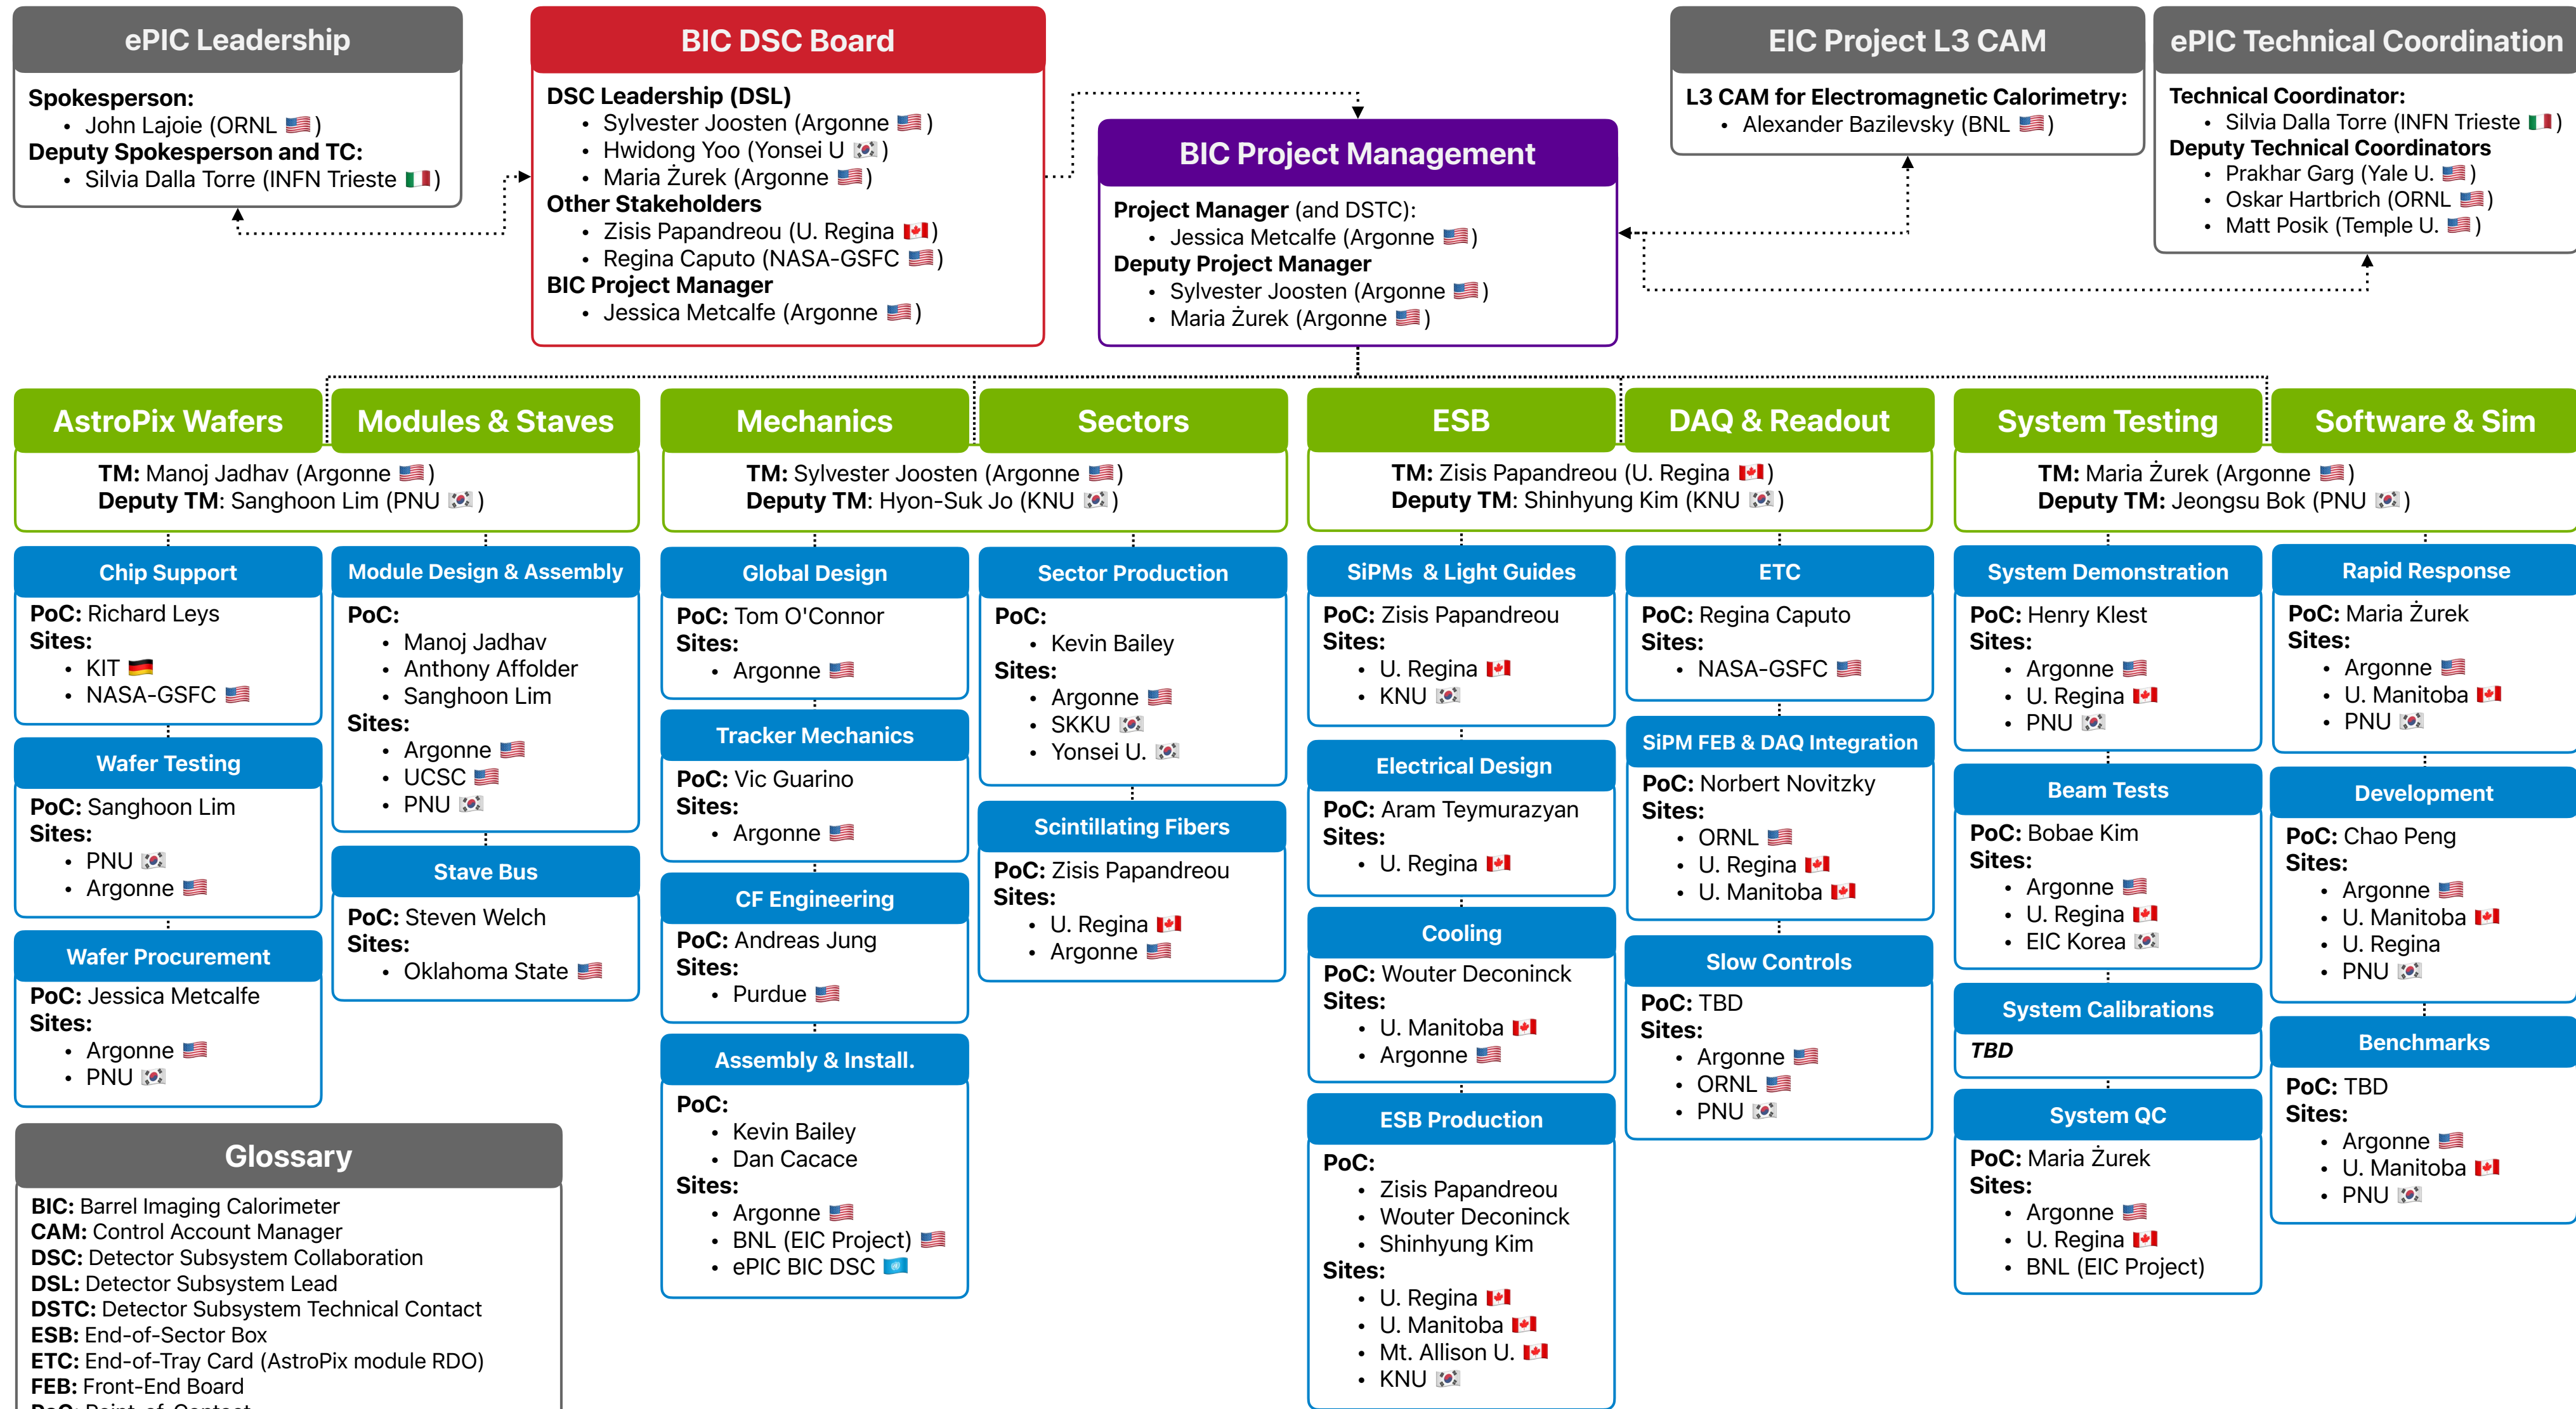 ePIC Leadership
Spokesperson:
• John Lajoie (ORNL 🇺🇸)
Deputy Spokesperson and TC:
• Silvia Dalla Torre (INFN Trieste 🇮🇹)
BIC DSC Board
DSC Leadership (DSL)
• Sylvester Joosten (Argonne 🇺🇸)
• Hwidong Yoo (Yonsei U 🇰🇷)
• Maria Żurek (Argonne 🇺🇸)
Other Stakeholders
• Zisis Papandreou (U. Regina 🇨🇦)
• Regina Caputo (NASA-GSFC 🇺🇸)
BIC Project Manager
• Jessica Metcalfe (Argonne 🇺🇸)
BIC Project Management
Project Manager (and DSTC):
• Jessica Metcalfe (Argonne 🇺🇸)
Deputy Project Manager
• Sylvester Joosten (Argonne 🇺🇸)
• Maria Żurek (Argonne 🇺🇸)
EIC Project L3 CAM
L3 CAM for Electromagnetic Calorimetry:
• Alexander Bazilevsky (BNL 🇺🇸)
ePIC Technical Coordination
Technical Coordinator:
• Silvia Dalla Torre (INFN Trieste 🇮🇹)
Deputy Technical Coordinators
• Prakhar Garg (Yale U. 🇺🇸)
• Oskar Hartbrich (ORNL 🇺🇸)
• Matt Posik (Temple U. 🇺🇸)
AstroPix Wafers
Modules & Staves
TM: Manoj Jadhav (Argonne 🇺🇸)
Deputy TM: Sanghoon Lim (PNU 🇰🇷)
Chip Support
PoC: Richard Leys
Sites:
• KIT 🇩🇪
• NASA-GSFC 🇺🇸
Wafer Testing
PoC: Sanghoon Lim
Sites:
• PNU 🇰🇷
• Argonne 🇺🇸
Wafer Procurement
PoC: Jessica Metcalfe
Sites:
• Argonne 🇺🇸
• PNU 🇰🇷
Module Design & Assembly
PoC:
• Manoj Jadhav
• Anthony Affolder
• Sanghoon Lim
Sites:
• Argonne 🇺🇸
• UCSC 🇺🇸
• PNU 🇰🇷
Stave Bus
PoC: Steven Welch
Sites:
• Oklahoma State 🇺🇸
Mechanics
Sectors
TM: Sylvester Joosten (Argonne 🇺🇸)
Deputy TM: Hyon-Suk Jo (KNU 🇰🇷)
Global Design
PoC: Tom O'Connor
Sites:
• Argonne 🇺🇸
Tracker Mechanics
PoC: Vic Guarino
Sites:
• Argonne 🇺🇸
CF Engineering
PoC: Andreas Jung
Sites:
• Purdue 🇺🇸
Assembly & Install.
PoC:
• Kevin Bailey
• Dan Cacace
Sites:
• Argonne 🇺🇸
• BNL (EIC Project) 🇺🇸
• ePIC BIC DSC 🇺🇳
Sector Production
PoC:
• Kevin Bailey
Sites:
• Argonne 🇺🇸
• SKKU 🇰🇷
• Yonsei U. 🇰🇷
Scintillating Fibers
PoC: Zisis Papandreou
Sites:
• U. Regina 🇨🇦
• Argonne 🇺🇸
ESB
DAQ & Readout
TM: Zisis Papandreou (U. Regina 🇨🇦)
Deputy TM: Shinhyung Kim (KNU 🇰🇷)
SiPMs & Light Guides
PoC: Zisis Papandreou
Sites:
• U. Regina 🇨🇦
• KNU 🇰🇷
Electrical Design
PoC: Aram Teymurazyan
Sites:
• U. Regina 🇨🇦
Cooling
PoC: Wouter Deconinck
Sites:
• U. Manitoba 🇨🇦
• Argonne 🇺🇸
ESB Production
PoC:
• Zisis Papandreou
• Wouter Deconinck
• Shinhyung Kim
Sites:
• U. Regina 🇨🇦
• U. Manitoba 🇨🇦
• Mt. Allison U. 🇨🇦
• KNU 🇰🇷
ETC
PoC: Regina Caputo
Sites:
• NASA-GSFC 🇺🇸
SiPM FEB & DAQ Integration
PoC: Norbert Novitzky
Sites:
• ORNL 🇺🇸
• U. Regina 🇨🇦
• U. Manitoba 🇨🇦
Slow Controls
PoC: TBD
Sites:
• Argonne 🇺🇸
• ORNL 🇺🇸
• PNU 🇰🇷
System Testing
Software & Sim
TM: Maria Żurek (Argonne 🇺🇸)
Deputy TM: Jeongsu Bok (PNU 🇰🇷)
System Demonstration
PoC: Henry Klest
Sites:
• Argonne 🇺🇸
• U. Regina 🇨🇦
• PNU 🇰🇷
Beam Tests
PoC: Bobae Kim
Sites:
• Argonne 🇺🇸
• U. Regina 🇨🇦
• EIC Korea 🇰🇷
System Calibrations
TBD
System QC
PoC: Maria Żurek
Sites:
• Argonne 🇺🇸
• U. Regina 🇨🇦
• BNL (EIC Project)
Rapid Response
PoC: Maria Żurek
Sites:
• Argonne 🇺🇸
• U. Manitoba 🇨🇦
• PNU 🇰🇷
Development
PoC: Chao Peng
Sites:
• Argonne 🇺🇸
• U. Manitoba 🇨🇦
• U. Regina
• PNU 🇰🇷
Benchmarks
PoC: TBD
Sites:
• Argonne 🇺🇸
• U. Manitoba 🇨🇦
• PNU 🇰🇷
Glossary
BIC: Barrel Imaging Calorimeter
CAM: Control Account Manager
DSC: Detector Subsystem Collaboration
DSL: Detector Subsystem Lead
DSTC: Detector Subsystem Technical Contact
ESB: End-of-Sector Box
ETC: End-of-Tray Card (AstroPix module RDO)
FEB: Front-End Board
PoC: Point-of-Contact